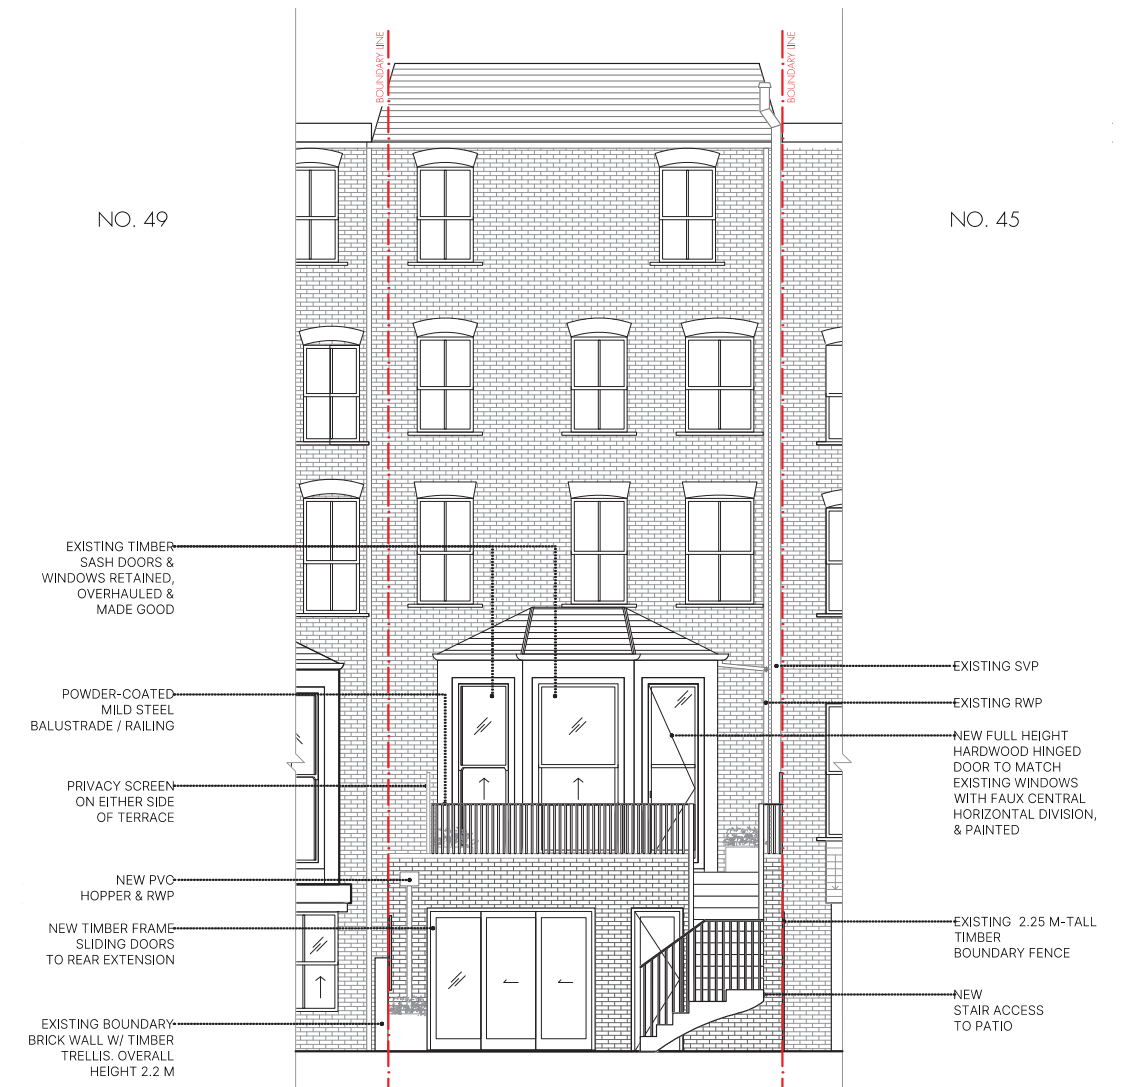 BOUNDARY LINE
BOUNDARY LINE
NO. 49
NO. 45
EXISTING TIMBER
SASH DOORS &
WINDOWS RETAINED,
OVERHAULED &
MADE GOOD
POWDER-COATED
MILD STEEL
BALUSTRADE / RAILING
PRIVACY SCREEN
ON EITHER SIDE
OF TERRACE
NEW PVC
HOPPER & RWP
NEW TIMBER FRAME
SLIDING DOORS
TO REAR EXTENSION
EXISTING BOUNDARY
BRICK WALL W/ TIMBER
TRELLIS. OVERALL
HEIGHT 2.2 M
EXISTING SVP
EXISTING RWP
NEW FULL HEIGHT
HARDWOOD HINGED
DOOR TO MATCH
EXISTING WINDOWS
WITH FAUX CENTRAL
HORIZONTAL DIVISION,
& PAINTED
EXISTING 2.25 M-TALL
TIMBER
BOUNDARY FENCE
NEW
STAIR ACCESS
TO PATIO